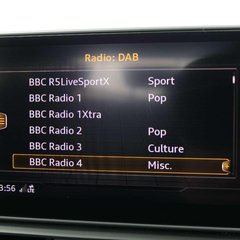 Radio: DAB
BBC R5LiveSportX Sport
BBC Radio 1 Pop
BBC Radio 1Xtra
BBC Radio 2 Pop
BBC Radio 3 Culture
BBC Radio 4 Misc.
3:56 LTE